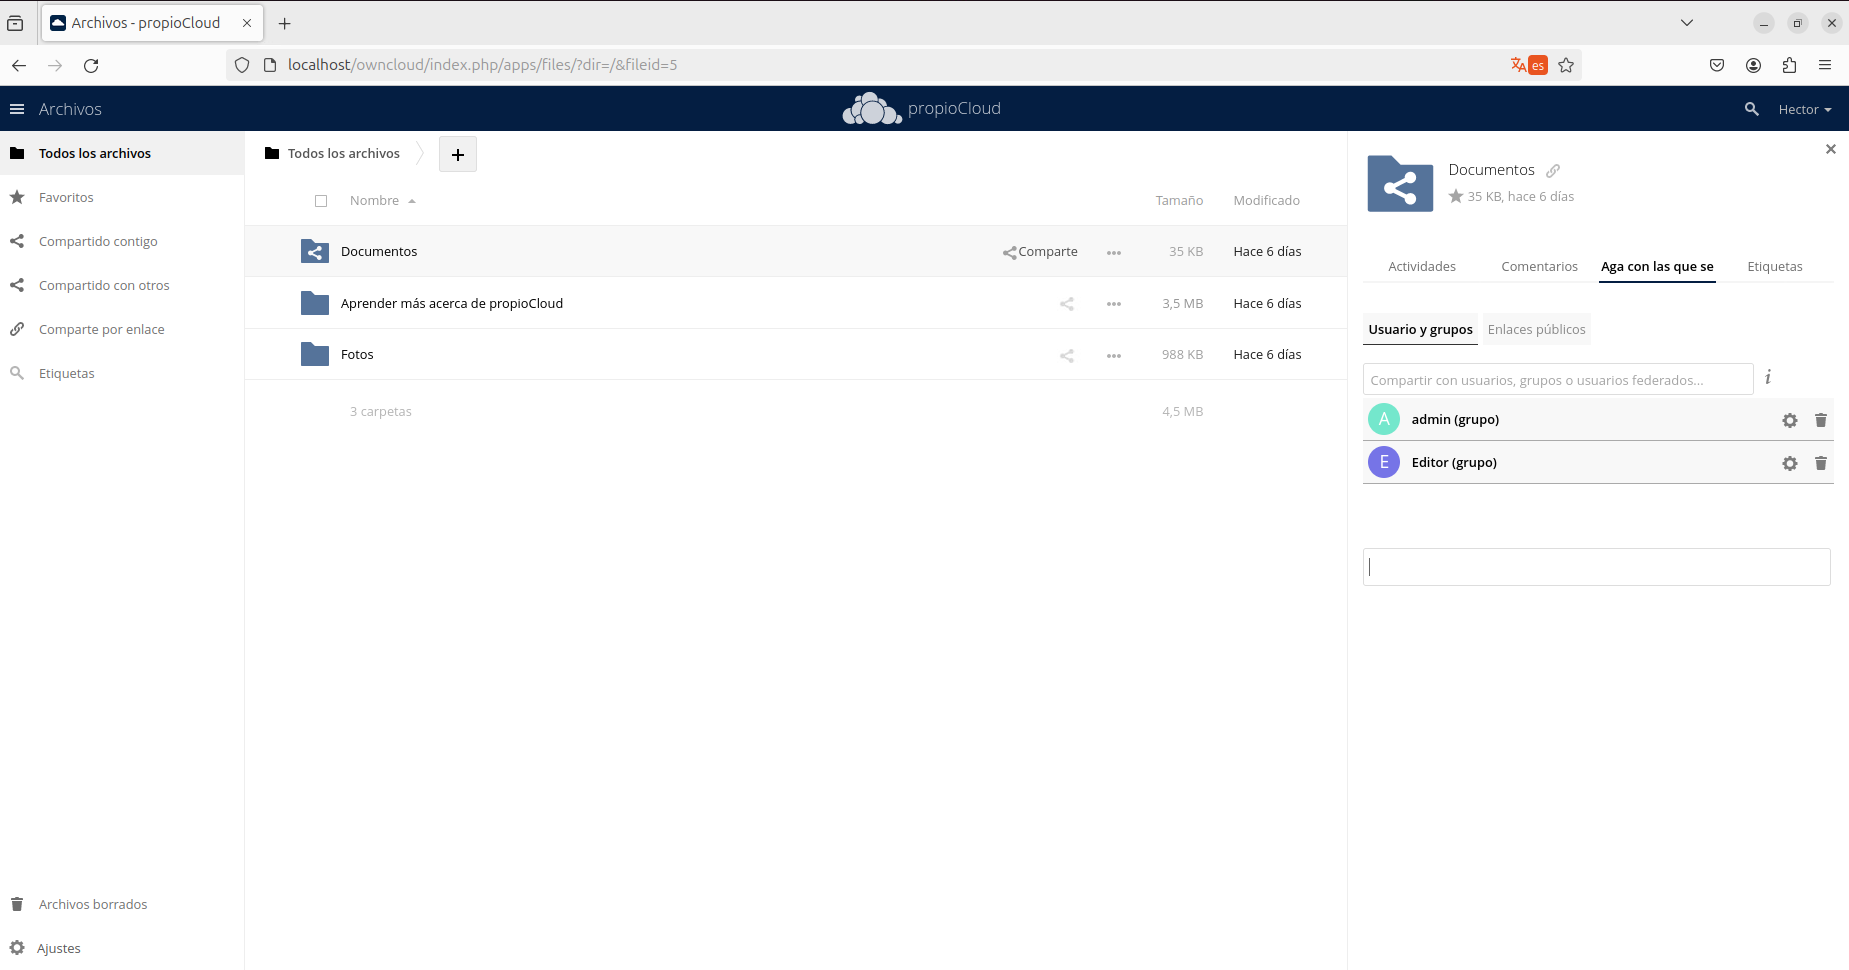 Archivos - propioCloud
localhost/owncloud/index.php/apps/files/?dir=/&fileid=5
es
Archivos
propioCloud
Hector
Todos los archivos
Favoritos
Compartido contigo
Compartido con otros
Comparte por enlace
Etiquetas
Archivos borrados
Ajustes
Todos los archivos
+
Nombre Tamaño Modificado
Documentos Comparte 35 KB Hace 6 días
Aprender más acerca de propioCloud 3,5 MB Hace 6 días
Fotos 988 KB Hace 6 días
3 carpetas 4,5 MB
Documentos
35 KB, hace 6 días
Actividades Comentarios Aga con las que se Etiquetas
Usuario y grupos Enlaces públicos
Compartir con usuarios, grupos o usuarios federados... i
A admin (grupo)
E Editor (grupo)